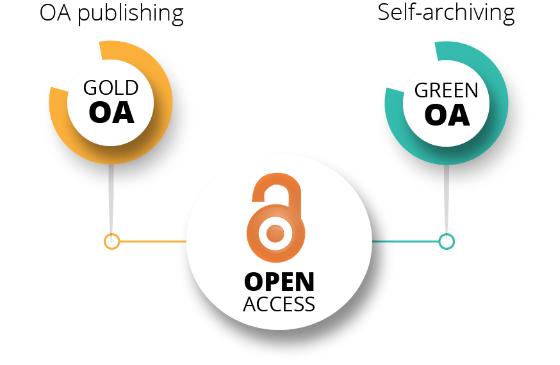 OA publishing
Self-archiving
GOLD
OA
GREEN
OA
OPEN
ACCESS